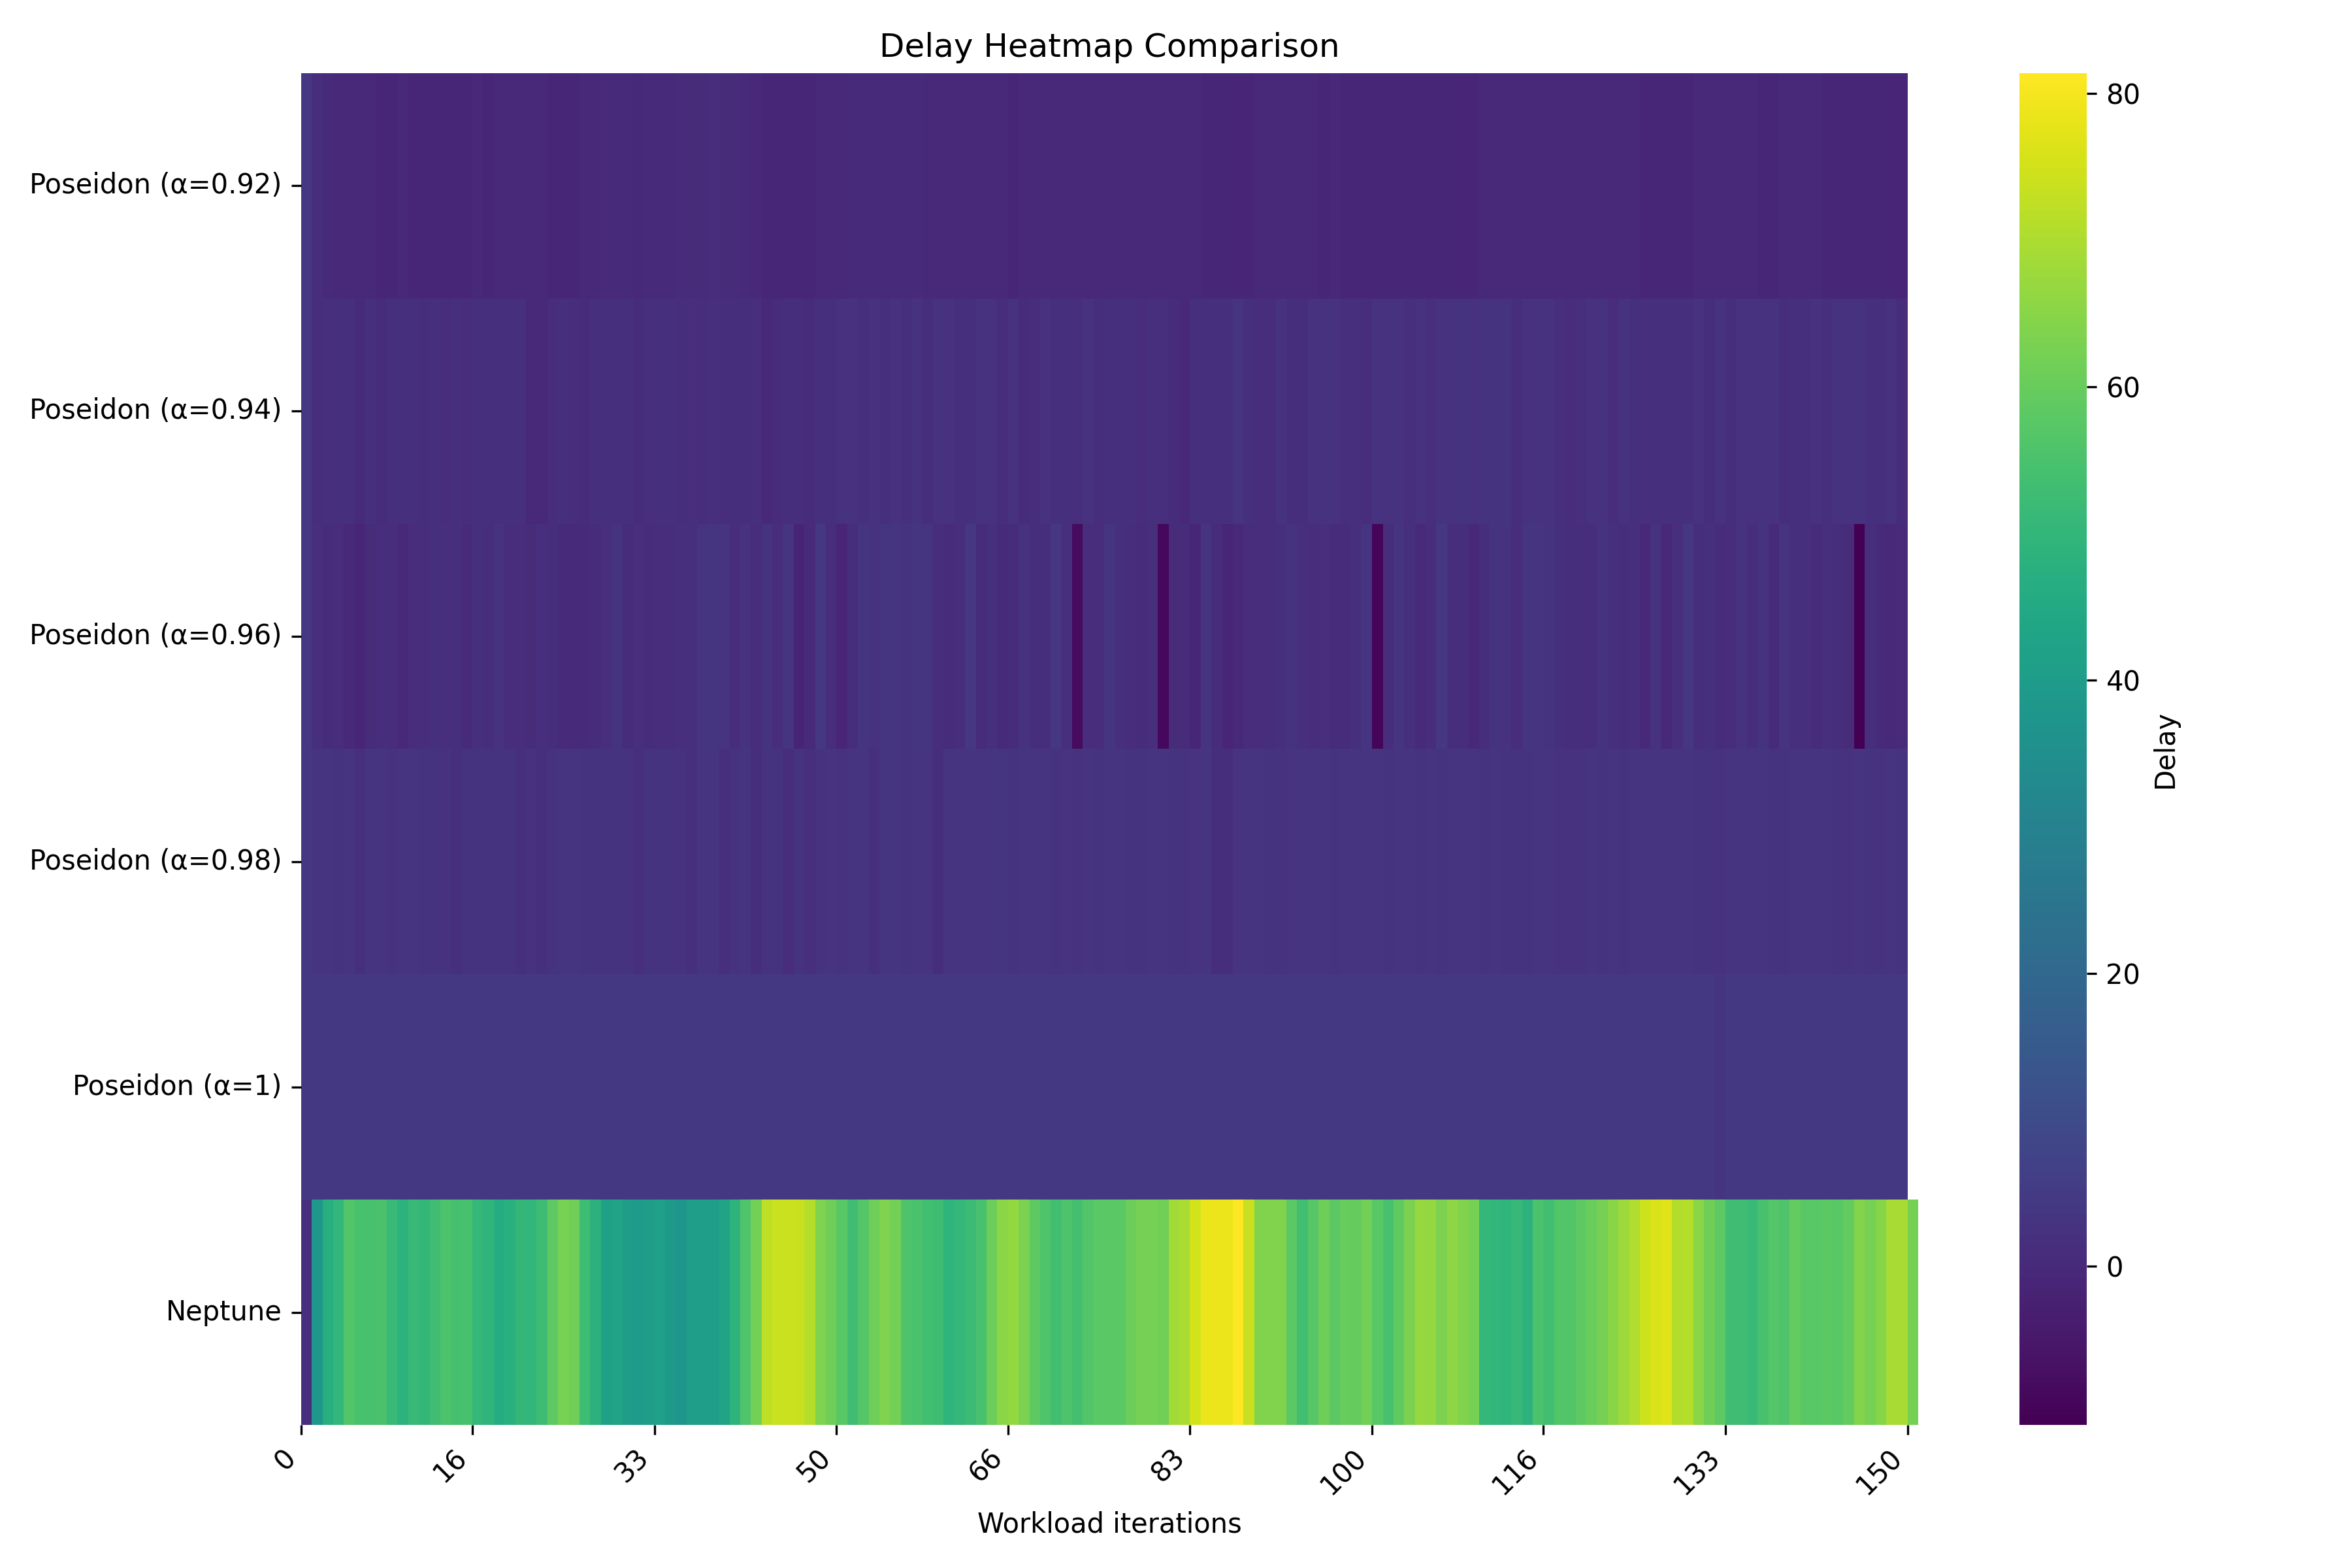 Delay Heatmap Comparison
Poseidon (α=0.92)
Poseidon (α=0.94)
Poseidon (α=0.96)
Poseidon (α=0.98)
Poseidon (α=1)
Neptune
0 16 33 50 66 83 100 116 133 150
Workload iterations
80
60
40
20
0
Delay